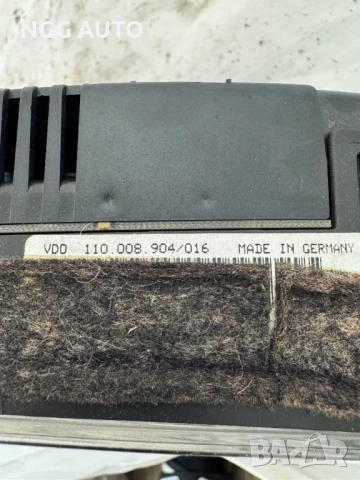 NGG AUTO
VDO 110.008.904/016 MADE IN GERMANY
BAZAR